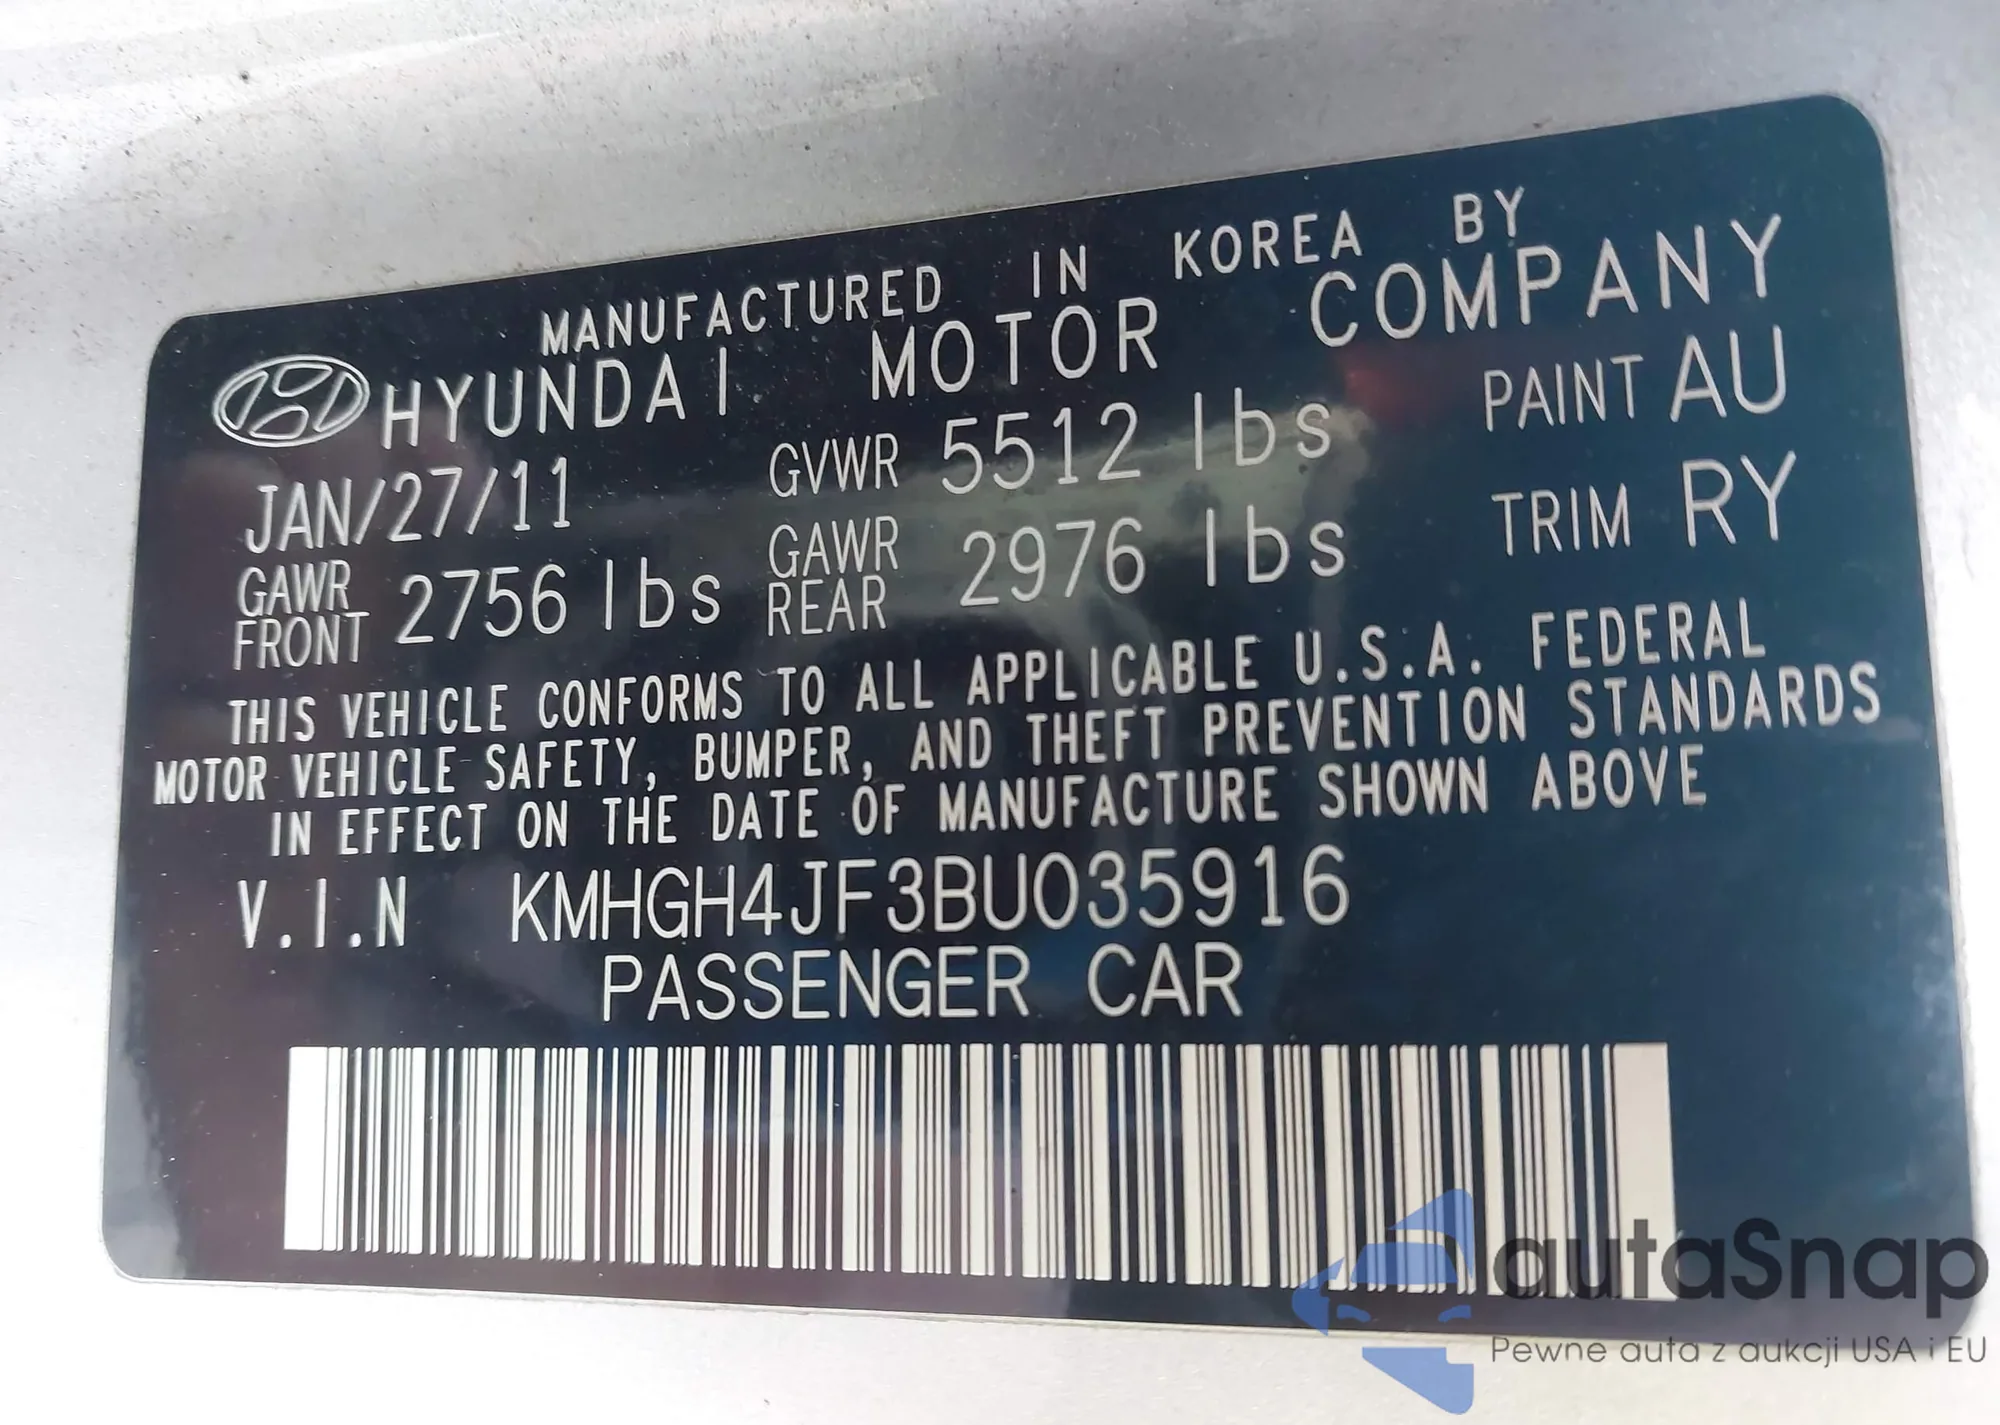 MANUFACTURED IN KOREA BY
HYUNDAI MOTOR COMPANY
JAN/27/11 GVWR 5512 lbs PAINT AU
GAWR FRONT 2756 lbs GAWR REAR 2976 lbs TRIM RY
THIS VEHICLE CONFORMS TO ALL APPLICABLE U.S.A. FEDERAL
MOTOR VEHICLE SAFETY, BUMPER, AND THEFT PREVENTION STANDARDS
IN EFFECT ON THE DATE OF MANUFACTURE SHOWN ABOVE
V.I.N KMHGH4JF3BU035916
PASSENGER CAR
autaSnap
Pewne auta z aukcji USA i EU